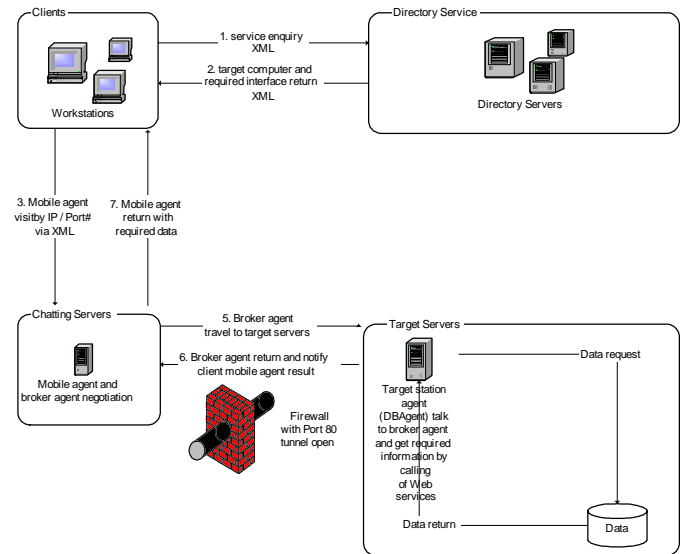 Clients
Workstations
1. service enquiry
XML
2. target computer and
required interface return
XML
Directory Service
Directory Servers
3. Mobile agent
visitby IP / Port#
via XML
7. Mobile agent
return with
required data
Chatting Servers
Mobile agent and
broker agent negotiation
5. Broker agent
travel to target servers
6. Broker agent return and notify
client mobile agent result
Firewall
with Port 80
tunnel open
Target Servers
Target station
agent
(DBAgent) talk
to broker agent
and get required
information by
calling
of Web
services
Data request
Data return
Data